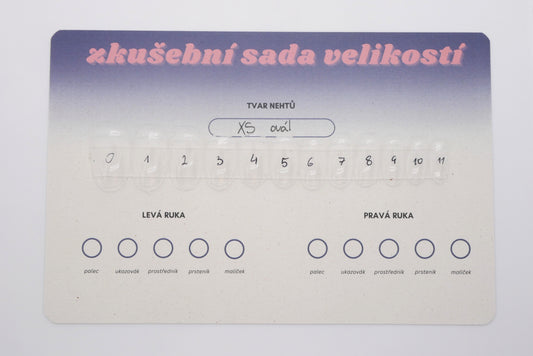 zkušební sada velikostí
TVAR NEHTŮ
XS ovál
0 1 2 3 4 5 6 7 8 9 10 11
LEVÁ RUKA PRAVÁ RUKA
palec ukazovák prostředník prsteník malíček palec ukazovák prostředník prsteník malíček